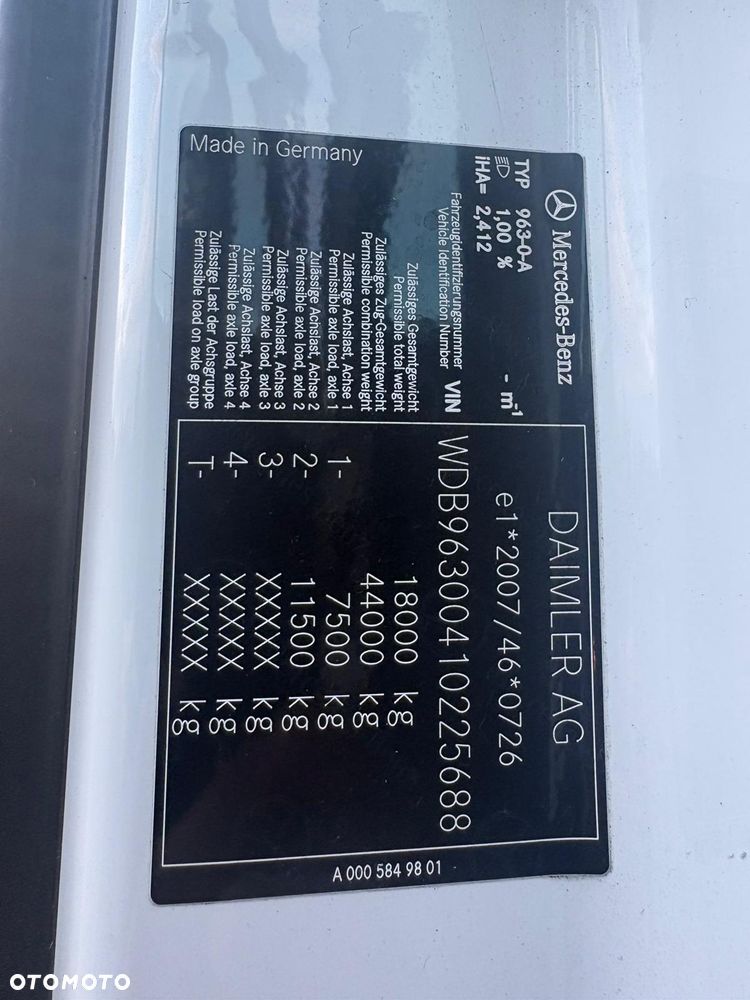 Mercedes-Benz
DAIMLER AG
TYP 963-0-A
1,00 %
iHA= 2,412
- m⁻¹
e1*2007/46*0726
Fahrzeugidentifizierungsnummer
Vehicle Identification Number
VIN
WDB96300410225688
Zulässiges Gesamtgewicht
Permissible total weight
18000 kg
Zulässiges Zug-Gesamtgewicht
Permissible combination weight
44000 kg
Zulässige Achslast, Achse 1
Permissible axle load, axle 1
1- 7500 kg
Zulässige Achslast, Achse 2
Permissible axle load, axle 2
2- 11500 kg
Zulässige Achslast, Achse 3
Permissible axle load, axle 3
3- XXXXX kg
Zulässige Achslast, Achse 4
Permissible axle load, axle 4
4- XXXXX kg
Zulässige Last der Achsgruppe
Permissible load on axle group
T- XXXXX kg
Made in Germany
A 000 584 98 01
OTOMOTO